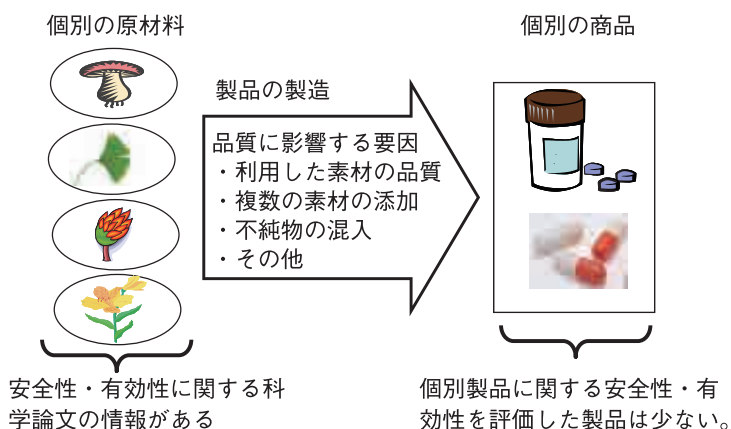 個別の原材料
個別の商品
製品の製造
品質に影響する要因
・利用した素材の品質
・複数の素材の添加
・不純物の混入
・その他
安全性・有効性に関する科
学論文の情報がある
個別製品に関する安全性・有
効性を評価した製品は少ない。